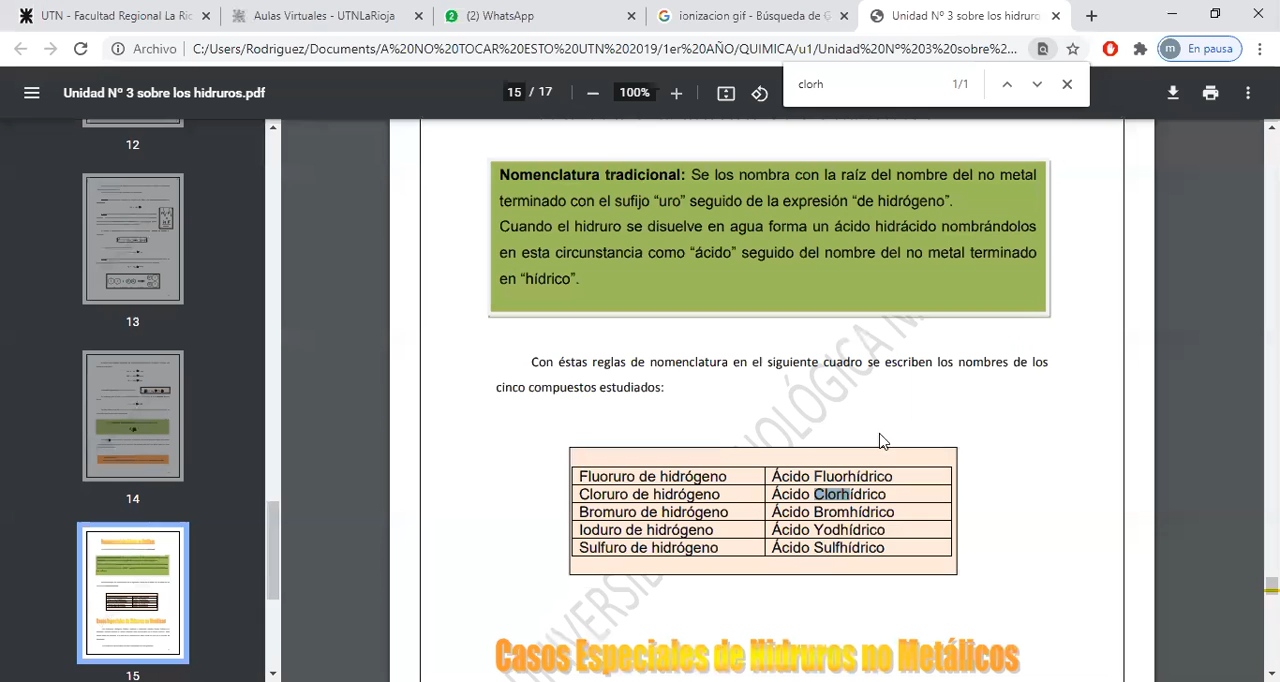 UTN - Facultad Regional La Ric
Aulas Virtuales - UTNLaRioja
(2) WhatsApp
ionizacion gif - Búsqueda de G
Unidad Nº 3 sobre los hidruros
Archivo
C:/Users/Rodriguez/Documents/A%20NO%20TOCAR%20ESTO%20UTN%202019/1er%20AÑO/QUIMICA/u1/Unidad%20Nº%203%20sobre%2...
m En pausa
Unidad Nº 3 sobre los hidruros.pdf
15 / 17
100%
clorh
1/1
12
13
14
15
Nomenclatura tradicional: Se los nombra con la raíz del nombre del no metal
terminado con el sufijo “uro” seguido de la expresión “de hidrógeno”.
Cuando el hidruro se disuelve en agua forma un ácido hidrácido nombrándolos
en esta circunstancia como “ácido” seguido del nombre del no metal terminado
en “hídrico”.
Con éstas reglas de nomenclatura en el siguiente cuadro se escriben los nombres de los
cinco compuestos estudiados:
Fluoruro de hidrógeno Ácido Fluorhídrico
Cloruro de hidrógeno Ácido Clorhídrico
Bromuro de hidrógeno Ácido Bromhídrico
Ioduro de hidrógeno Ácido Yodhídrico
Sulfuro de hidrógeno Ácido Sulfhídrico
Casos Especiales de Hidruros no Metálicos